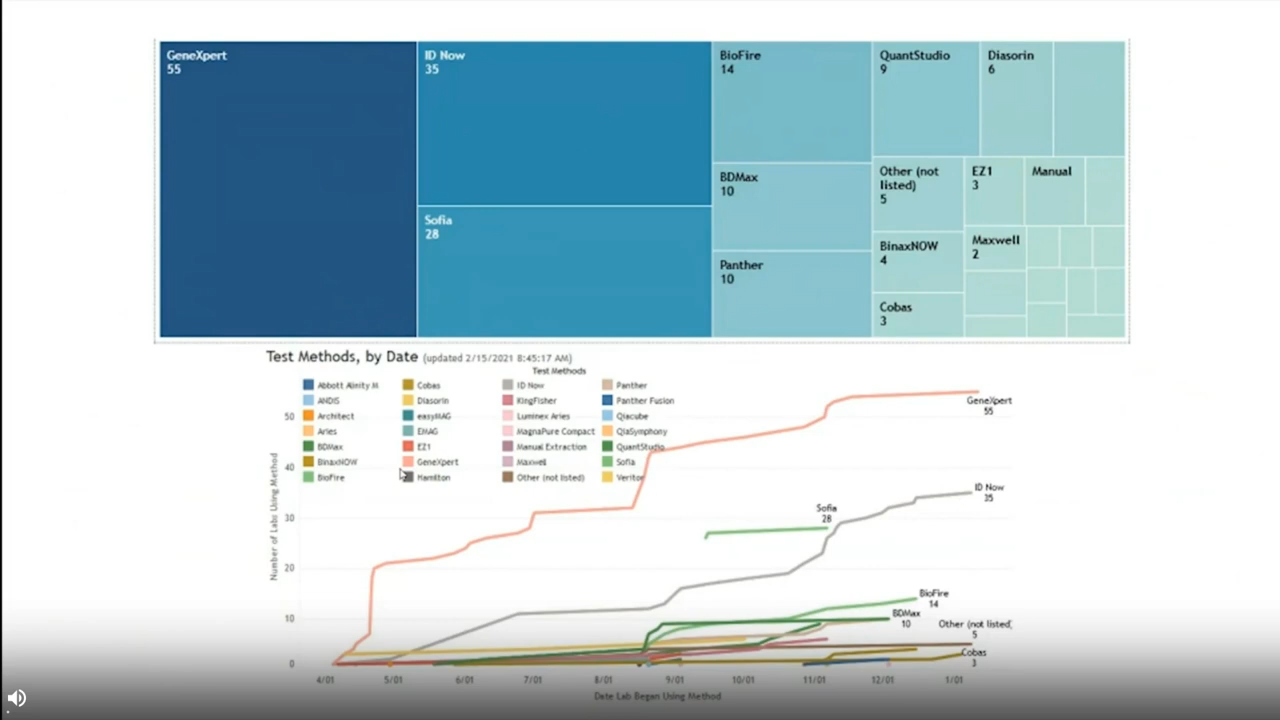 GeneXpert
55
ID Now
35
Sofia
28
BioFire
14
BDMax
10
Panther
10
QuantStudio
9
Diasorin
6
Other (not
listed)
5
EZ1
3
Manual
BinaxNOW
4
Maxwell
2
Cobas
3
Test Methods, by Date (updated 2/15/2021 8:45:17 AM)
Test Methods
Abbott Alinity M
Cobas
ID Now
Panther
ANDiS
Diasorin
KingFisher
Panther Fusion
Architect
easyMAG
Luminex Aries
Qiacube
Aries
EMAG
MagnaPure Compact
QiaSymphony
BDMax
EZ1
Manual Extraction
QuantStudio
BinaxNOW
GeneXpert
Maxwell
Sofia
BioFire
Hamilton
Other (not listed)
Veritor
Number of Labs Using Method
50
40
30
20
10
0
GeneXpert
55
ID Now
35
Sofia
28
BioFire
14
BDMax
10
Other (not listed)
5
Cobas
3
4/01
5/01
6/01
7/01
8/01
9/01
10/01
11/01
12/01
1/01
Date Lab Began Using Method